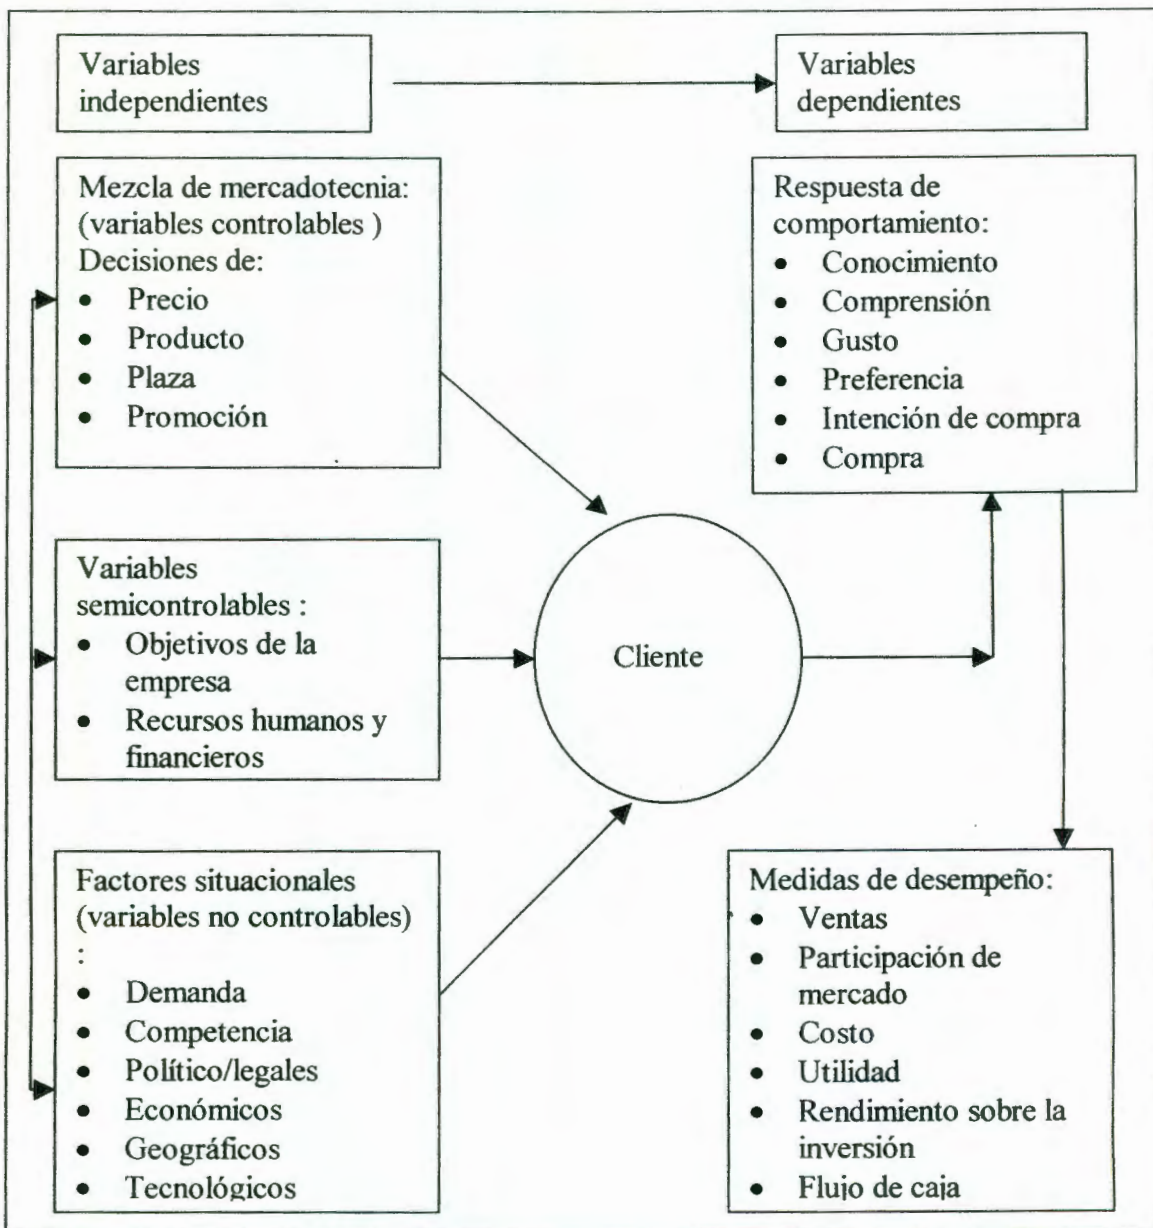 Variables
independientes
Variables
dependientes
Mezcla de mercadotecnia:
(variables controlables )
Decisiones de:
• Precio
• Producto
• Plaza
• Promoción
Respuesta de
comportamiento:
• Conocimiento
• Comprensión
• Gusto
• Preferencia
• Intención de compra
• Compra
Variables
semicontrolables :
• Objetivos de la
empresa
• Recursos humanos y
financieros
Cliente
Factores situacionales
(variables no controlables)
:
• Demanda
• Competencia
• Político/legales
• Económicos
• Geográficos
• Tecnológicos
Medidas de desempeño:
• Ventas
• Participación de
mercado
• Costo
• Utilidad
• Rendimiento sobre la
inversión
• Flujo de caja